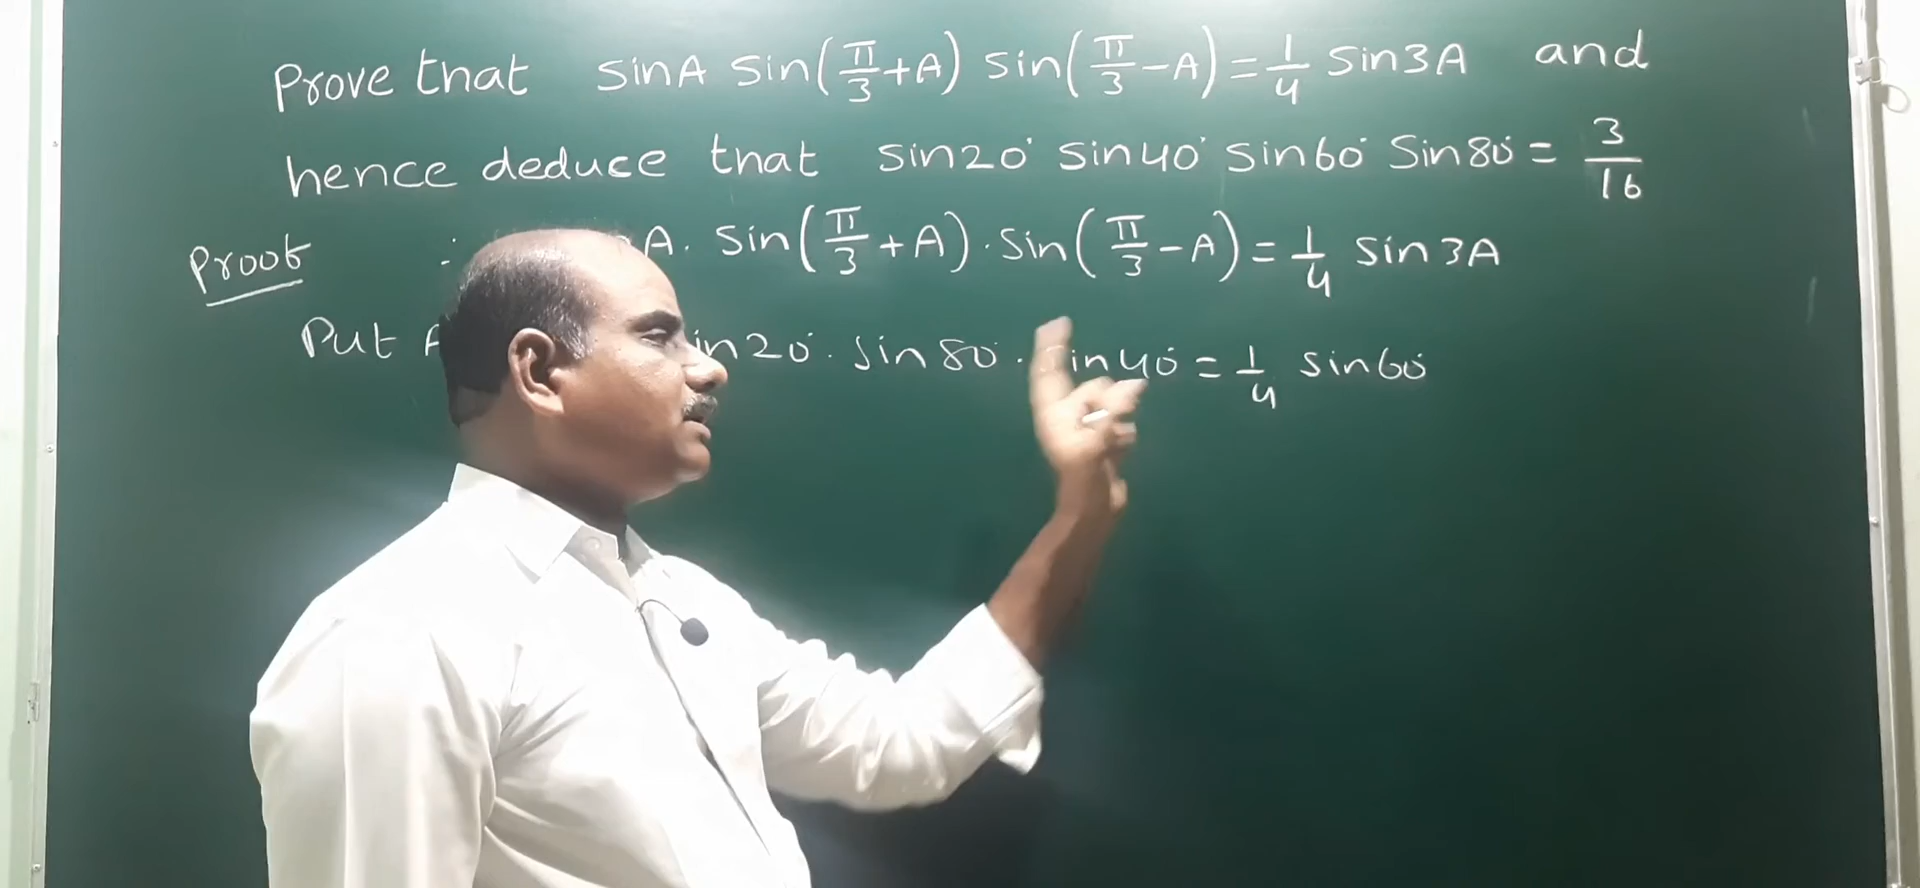 Prove that sinA sin(π/3+A) sin(π/3−A)=1/4 sin3A and
hence deduce that sin20° sin40° sin60° sin80° = 3/16
Proof : A. sin(π/3+A).sin(π/3−A)=1/4 sin3A
Put in20°. sin80°. sin40°=1/4 sin60°